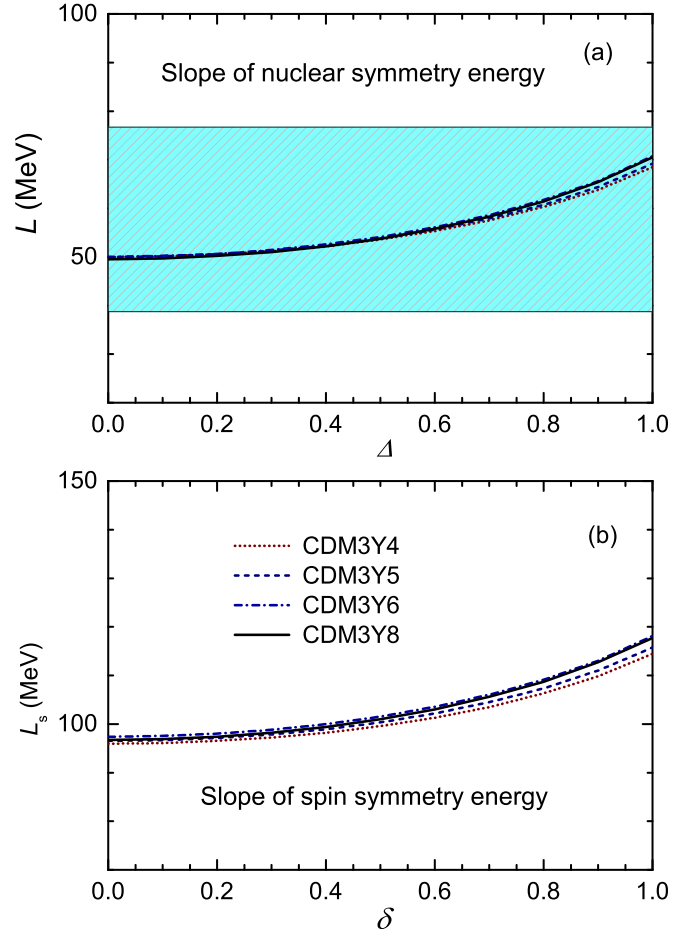 100
(a)
Slope of nuclear symmetry energy
L (MeV)
50
0.0 0.2 0.4 0.6 0.8 1.0
Δ
150
(b)
CDM3Y4
CDM3Y5
CDM3Y6
CDM3Y8
Lₛ (MeV)
100
Slope of spin symmetry energy
0.0 0.2 0.4 0.6 0.8 1.0
δ